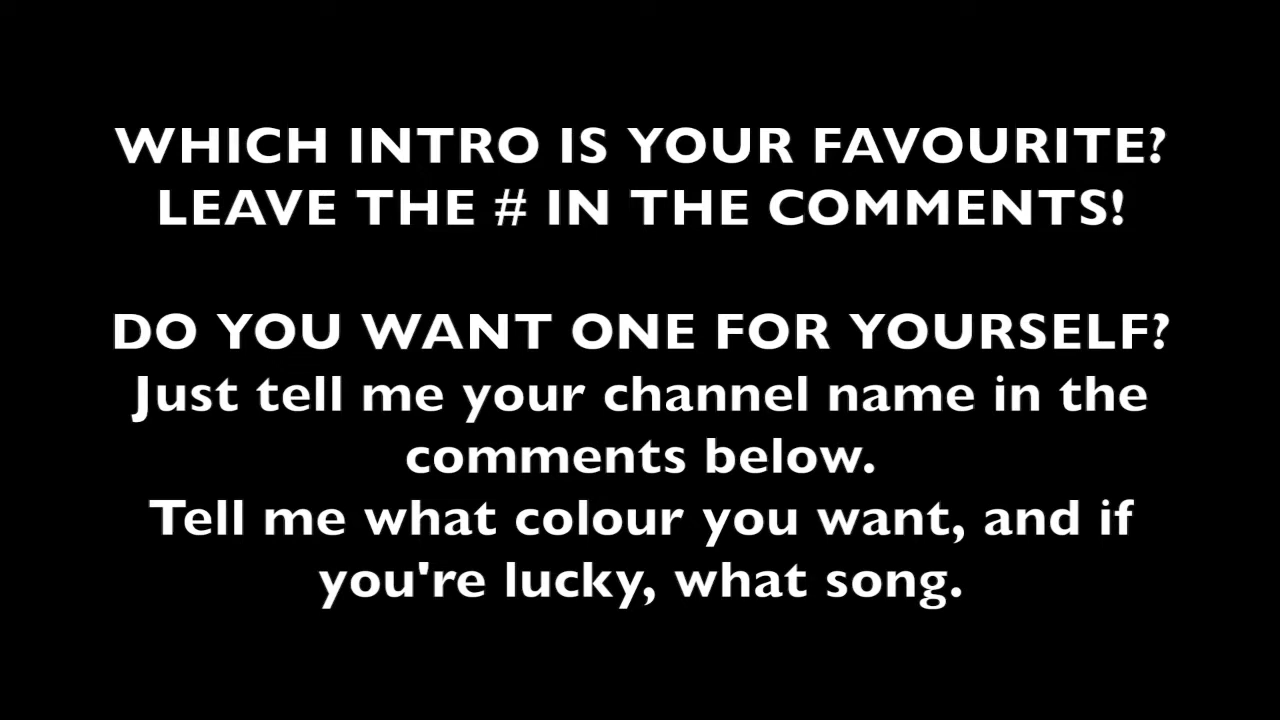 WHICH INTRO IS YOUR FAVOURITE?
LEAVE THE # IN THE COMMENTS!
DO YOU WANT ONE FOR YOURSELF?
Just tell me your channel name in the
comments below.
Tell me what colour you want, and if
you're lucky, what song.